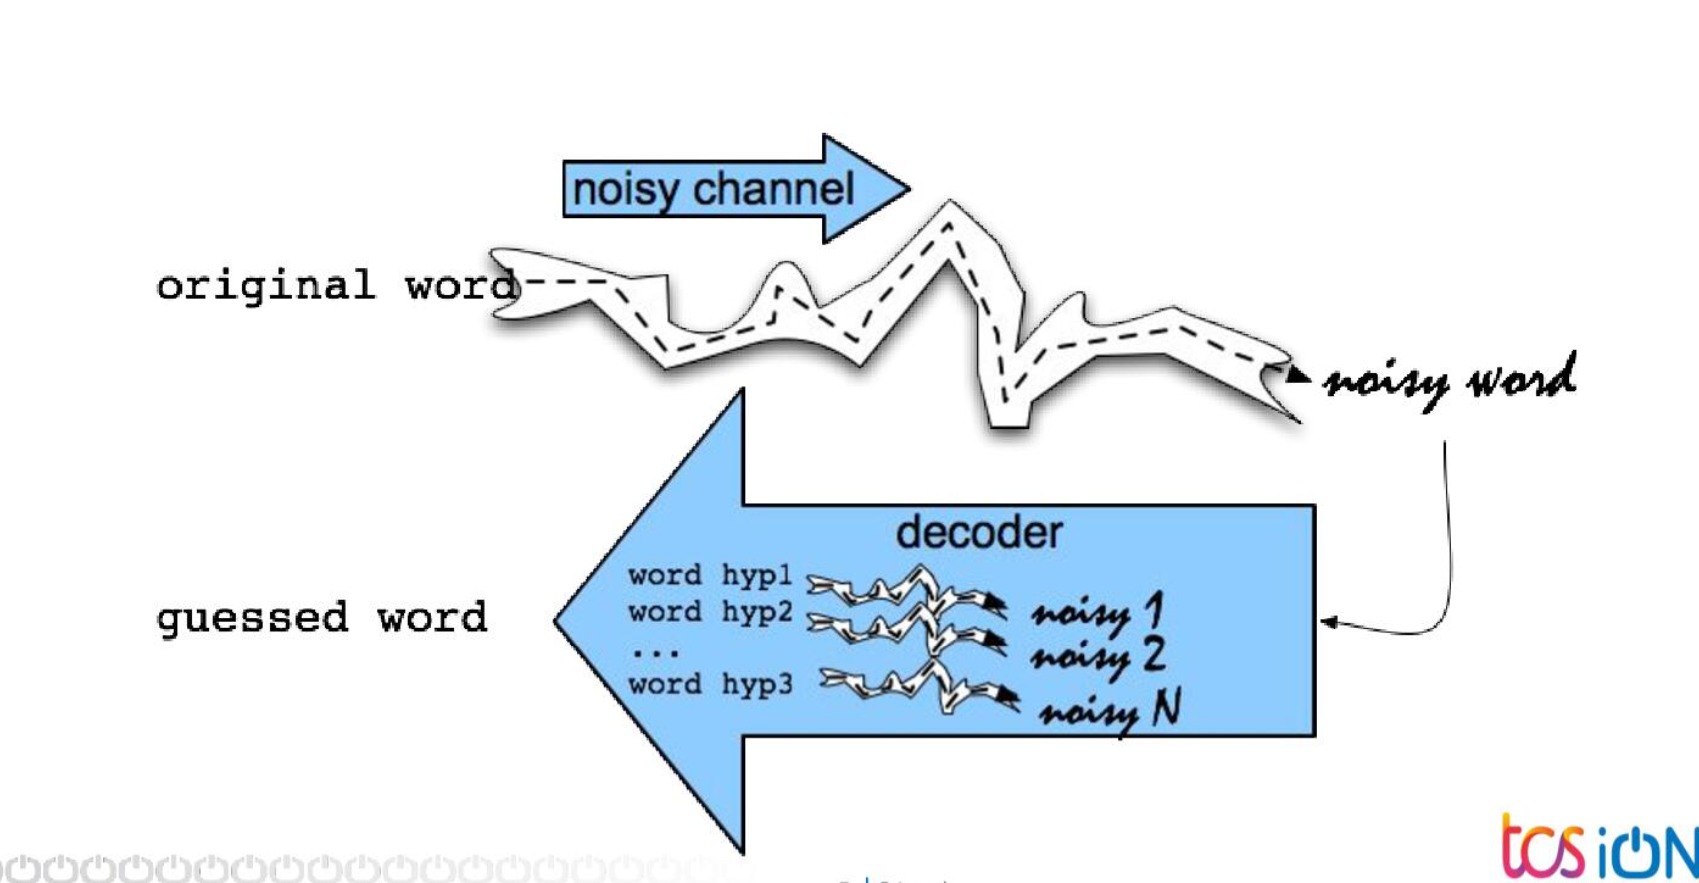 noisy channel
original word
noisy word
decoder
word hyp1
noisy 1
word hyp2
noisy 2
...
word hyp3
noisy N
guessed word
tcs iON